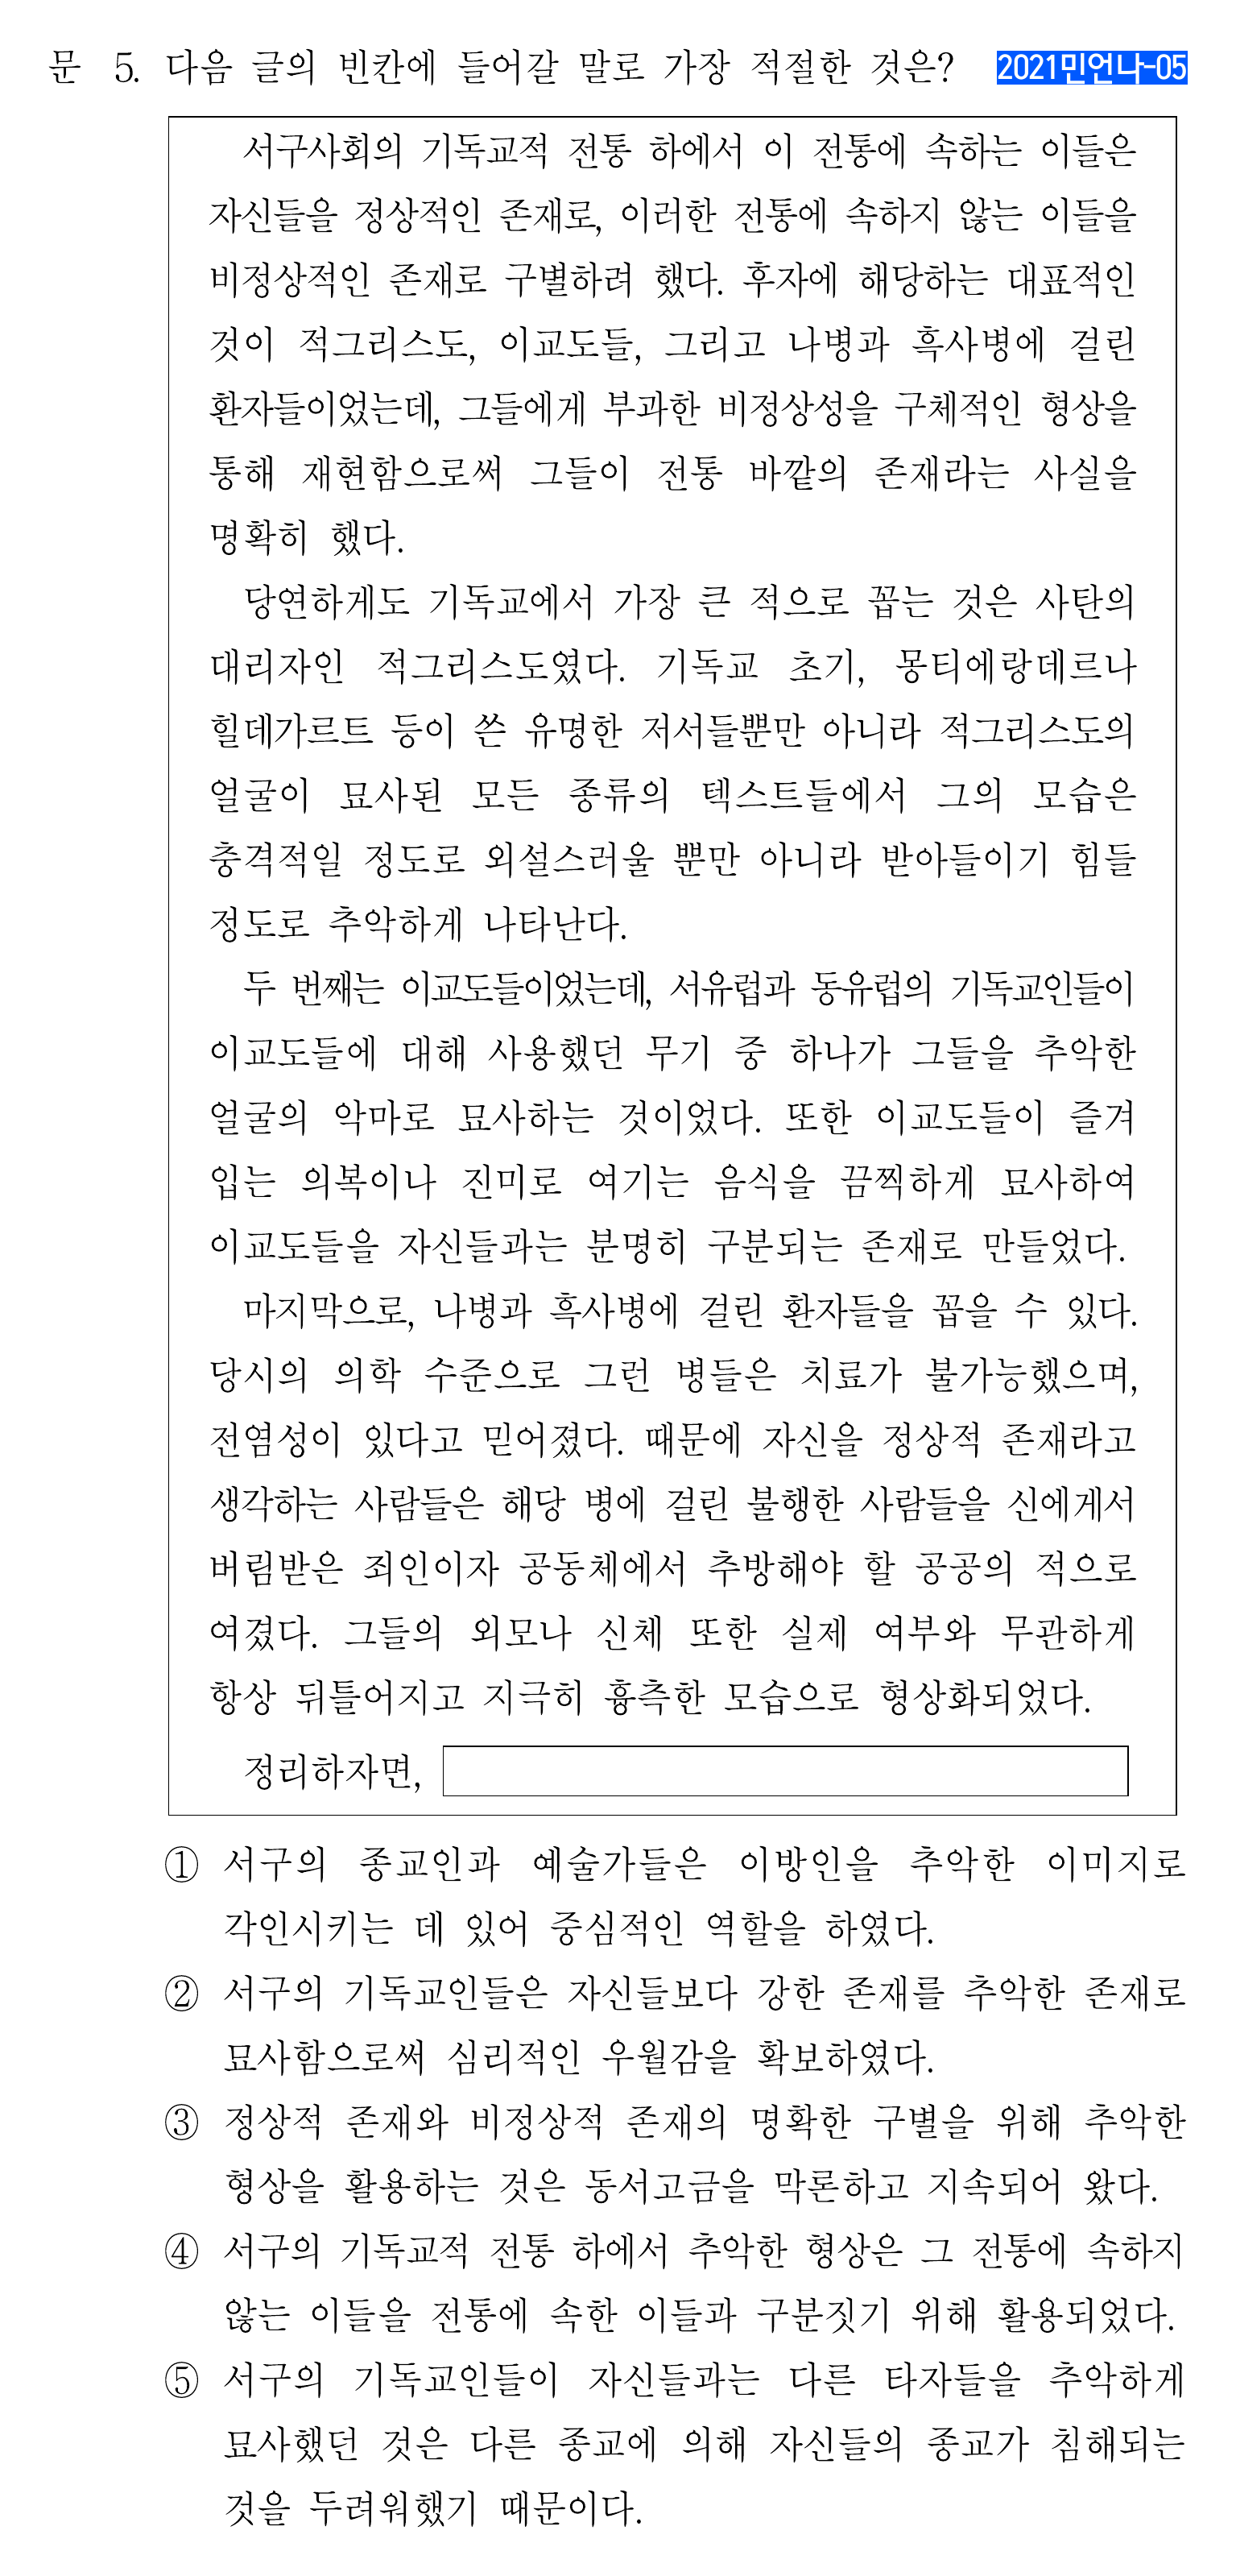 문 5. 다음 글의 빈칸에 들어갈 말로 가장 적절한 것은? 2021민언나-05
서구사회의 기독교적 전통 하에서 이 전통에 속하는 이들은
자신들을 정상적인 존재로, 이러한 전통에 속하지 않는 이들을
비정상적인 존재로 구별하려 했다. 후자에 해당하는 대표적인
것이 적그리스도, 이교도들, 그리고 나병과 흑사병에 걸린
환자들이었는데, 그들에게 부과한 비정상성을 구체적인 형상을
통해 재현함으로써 그들이 전통 바깥의 존재라는 사실을
명확히 했다.
당연하게도 기독교에서 가장 큰 적으로 꼽는 것은 사탄의
대리자인 적그리스도였다. 기독교 초기, 몽티에랑데르나
힐데가르트 등이 쓴 유명한 저서들뿐만 아니라 적그리스도의
얼굴이 묘사된 모든 종류의 텍스트들에서 그의 모습은
충격적일 정도로 외설스러울 뿐만 아니라 받아들이기 힘들
정도로 추악하게 나타난다.
두 번째는 이교도들이었는데, 서유럽과 동유럽의 기독교인들이
이교도들에 대해 사용했던 무기 중 하나가 그들을 추악한
얼굴의 악마로 묘사하는 것이었다. 또한 이교도들이 즐겨
입는 의복이나 진미로 여기는 음식을 끔찍하게 묘사하여
이교도들을 자신들과는 분명히 구분되는 존재로 만들었다.
마지막으로, 나병과 흑사병에 걸린 환자들을 꼽을 수 있다.
당시의 의학 수준으로 그런 병들은 치료가 불가능했으며,
전염성이 있다고 믿어졌다. 때문에 자신을 정상적 존재라고
생각하는 사람들은 해당 병에 걸린 불행한 사람들을 신에게서
버림받은 죄인이자 공동체에서 추방해야 할 공공의 적으로
여겼다. 그들의 외모나 신체 또한 실제 여부와 무관하게
항상 뒤틀어지고 지극히 흉측한 모습으로 형상화되었다.
정리하자면,
① 서구의 종교인과 예술가들은 이방인을 추악한 이미지로
각인시키는 데 있어 중심적인 역할을 하였다.
② 서구의 기독교인들은 자신들보다 강한 존재를 추악한 존재로
묘사함으로써 심리적인 우월감을 확보하였다.
③ 정상적 존재와 비정상적 존재의 명확한 구별을 위해 추악한
형상을 활용하는 것은 동서고금을 막론하고 지속되어 왔다.
④ 서구의 기독교적 전통 하에서 추악한 형상은 그 전통에 속하지
않는 이들을 전통에 속한 이들과 구분짓기 위해 활용되었다.
⑤ 서구의 기독교인들이 자신들과는 다른 타자들을 추악하게
묘사했던 것은 다른 종교에 의해 자신들의 종교가 침해되는
것을 두려워했기 때문이다.